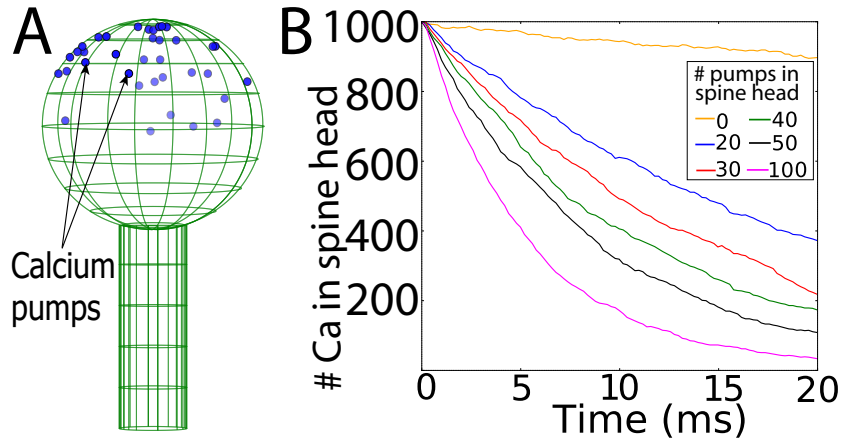 A
Calcium
pumps
B
# Ca in spine head
1000
800
600
400
200
# pumps in
spine head
0
40
20
50
30
100
0
5
10
15
20
Time (ms)